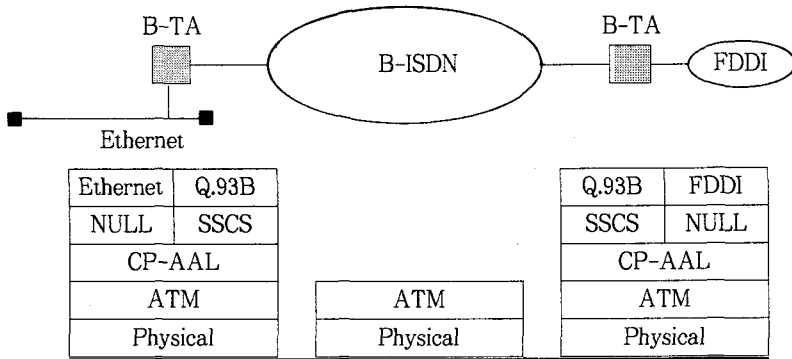 B-TA
B-TA
B-ISDN
FDDI
Ethernet
Ethernet Q.93B
Q.93B FDDI
NULL SSCS
SSCS NULL
CP-AAL
CP-AAL
ATM
ATM
ATM
Physical
Physical
Physical